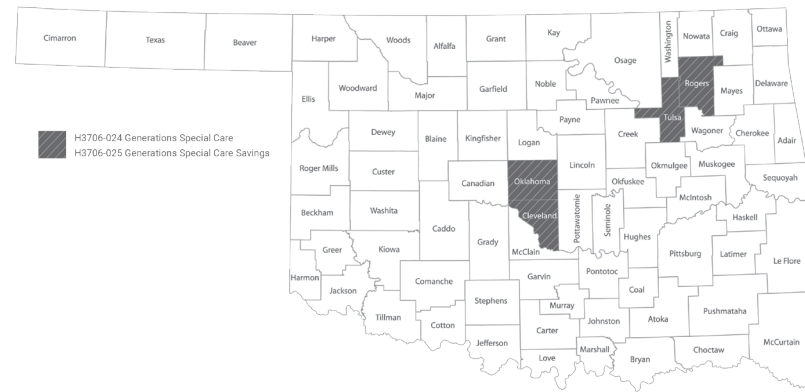 Cimarron
Texas
Beaver
Harper
Woods
Alfalfa
Grant
Kay
Washington
Nowata
Craig
Ottawa
Osage
Ellis
Woodward
Major
Garfield
Noble
Pawnee
Rogers
Mayes
Delaware
H3706-024 Generations Special Care
H3706-025 Generations Special Care Savings
Dewey
Blaine
Kingfisher
Logan
Payne
Creek
Tulsa
Wagoner
Cherokee
Adair
Roger Mills
Custer
Canadian
Oklahoma
Lincoln
Okfuskee
Okmulgee
Muskogee
Sequoyah
Beckham
Washita
Caddo
Grady
Cleveland
Pottawatomie
Seminole
Hughes
McIntosh
Haskell
Greer
Kiowa
McClain
Pittsburg
Latimer
Le Flore
Harmon
Jackson
Comanche
Garvin
Pontotoc
Coal
Tillman
Cotton
Stephens
Murray
Johnston
Atoka
Pushmataha
Jefferson
Carter
Love
Marshall
Bryan
Choctaw
McCurtain